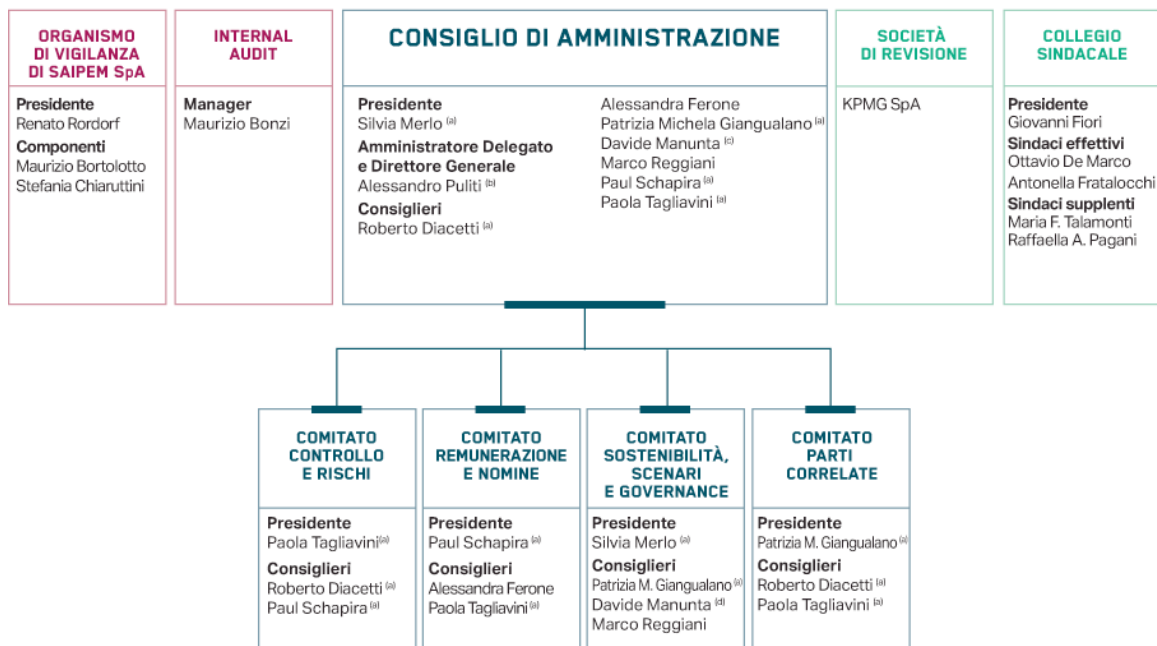 ORGANISMO
DI VIGILANZA
DI SAIPEM SpA
Presidente
Renato Rordorf
Componenti
Maurizio Bortolotto
Stefania Chiaruttini
INTERNAL
AUDIT
Manager
Maurizio Bonzi
CONSIGLIO DI AMMINISTRAZIONE
Presidente
Silvia Merlo (a)
Amministratore Delegato
e Direttore Generale
Alessandro Puliti (b)
Consiglieri
Roberto Diacetti (a)
Alessandra Ferone
Patrizia Michela Giangualano (a)
Davide Manunta (c)
Marco Reggiani
Paul Schapira (a)
Paola Tagliavini (a)
SOCIETÀ
DI REVISIONE
KPMG SpA
COLLEGIO
SINDACALE
Presidente
Giovanni Fiori
Sindaci effettivi
Ottavio De Marco
Antonella Fratalocchi
Sindaci supplenti
Maria F. Talamonti
Raffaella A. Pagani
COMITATO
CONTROLLO
E RISCHI
Presidente
Paola Tagliavini(a)
Consiglieri
Roberto Diacetti (a)
Paul Schapira (a)
COMITATO
REMUNERAZIONE
E NOMINE
Presidente
Paul Schapira (a)
Consiglieri
Alessandra Ferone
Paola Tagliavini (a)
COMITATO
SOSTENIBILITÀ,
SCENARI
E GOVERNANCE
Presidente
Silvia Merlo (a)
Consiglieri
Patrizia M. Giangualano (a)
Davide Manunta (d)
Marco Reggiani
COMITATO
PARTI
CORRELATE
Presidente
Patrizia M. Giangualano (a)
Consiglieri
Roberto Diacetti (a)
Paola Tagliavini (a)